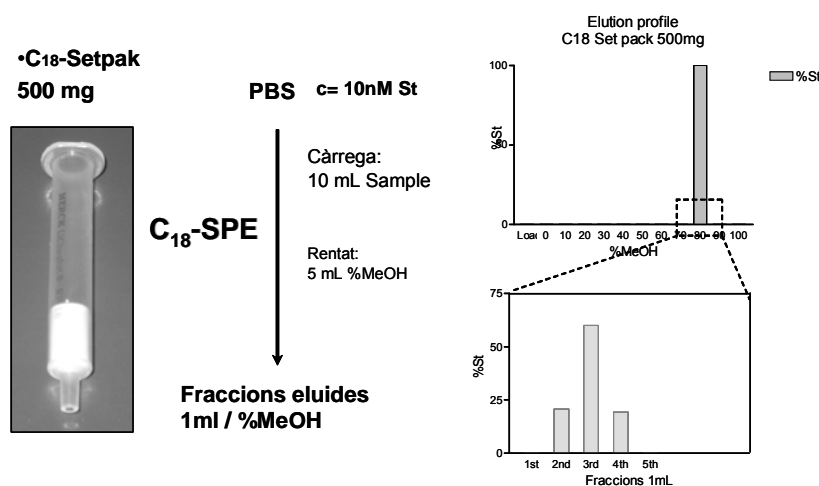 •C18-Setpak
500 mg
PBS c= 10nM St
Càrrega:
10 mL Sample
C18-SPE
Rentat:
5 mL %MeOH
Fraccions eluides
1ml / %MeOH
Elution profile
C18 Set pack 500mg
%St
100
50
0
%St
Load 0 10 20 30 40 50 60 70 80 90 100
%MeOH
75
50
25
0
%St
1st 2nd 3rd 4th 5th
Fraccions 1mL
MERCK